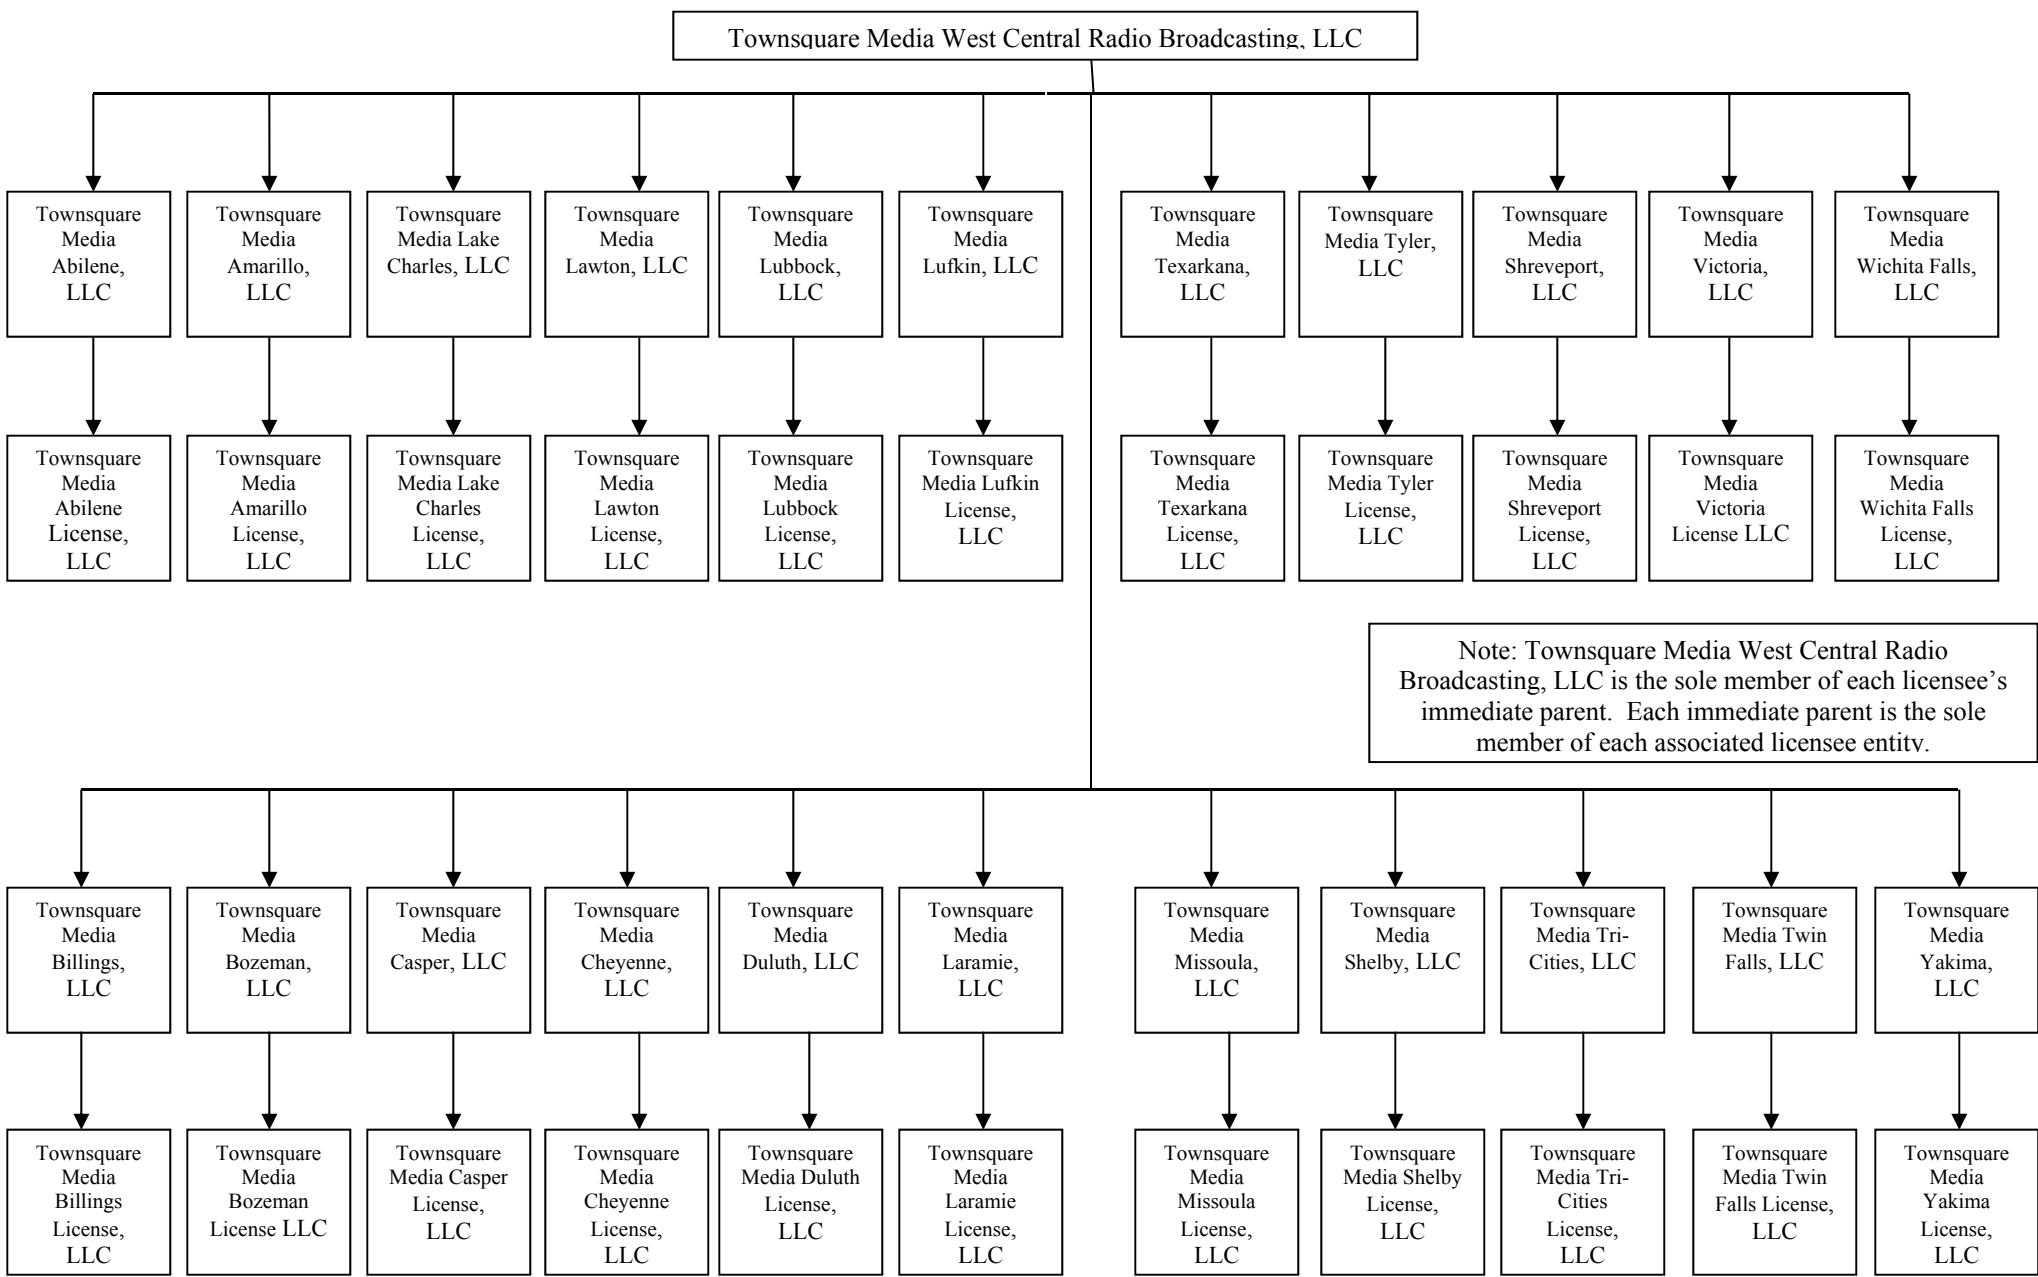 Townsquare Media West Central Radio Broadcasting, LLC
Townsquare
Media
Abilene,
LLC
Townsquare
Media
Amarillo,
LLC
Townsquare
Media Lake
Charles, LLC
Townsquare
Media
Lawton, LLC
Townsquare
Media
Lubbock,
LLC
Townsquare
Media
Lufkin, LLC
Townsquare
Media
Texarkana,
LLC
Townsquare
Media Tyler,
LLC
Townsquare
Media
Shreveport,
LLC
Townsquare
Media
Victoria,
LLC
Townsquare
Media
Wichita Falls,
LLC
Townsquare
Media
Abilene
License,
LLC
Townsquare
Media
Amarillo
License,
LLC
Townsquare
Media Lake
Charles
License,
LLC
Townsquare
Media
Lawton
License,
LLC
Townsquare
Media
Lubbock
License,
LLC
Townsquare
Media Lufkin
License,
LLC
Townsquare
Media
Texarkana
License,
LLC
Townsquare
Media Tyler
License,
LLC
Townsquare
Media
Shreveport
License,
LLC
Townsquare
Media
Victoria
License LLC
Townsquare
Media
Wichita Falls
License,
LLC
Note: Townsquare Media West Central Radio
Broadcasting, LLC is the sole member of each licensee’s
immediate parent.  Each immediate parent is the sole
member of each associated licensee entity.
Townsquare
Media
Billings,
LLC
Townsquare
Media
Bozeman,
LLC
Townsquare
Media
Casper, LLC
Townsquare
Media
Cheyenne,
LLC
Townsquare
Media
Duluth, LLC
Townsquare
Media
Laramie,
LLC
Townsquare
Media
Missoula,
LLC
Townsquare
Media
Shelby, LLC
Townsquare
Media Tri-
Cities, LLC
Townsquare
Media Twin
Falls, LLC
Townsquare
Media
Yakima,
LLC
Townsquare
Media
Billings
License,
LLC
Townsquare
Media
Bozeman
License LLC
Townsquare
Media Casper
License,
LLC
Townsquare
Media
Cheyenne
License,
LLC
Townsquare
Media Duluth
License,
LLC
Townsquare
Media
Laramie
License,
LLC
Townsquare
Media
Missoula
License,
LLC
Townsquare
Media Shelby
License,
LLC
Townsquare
Media Tri-
Cities
License,
LLC
Townsquare
Media Twin
Falls License,
LLC
Townsquare
Media
Yakima
License,
LLC